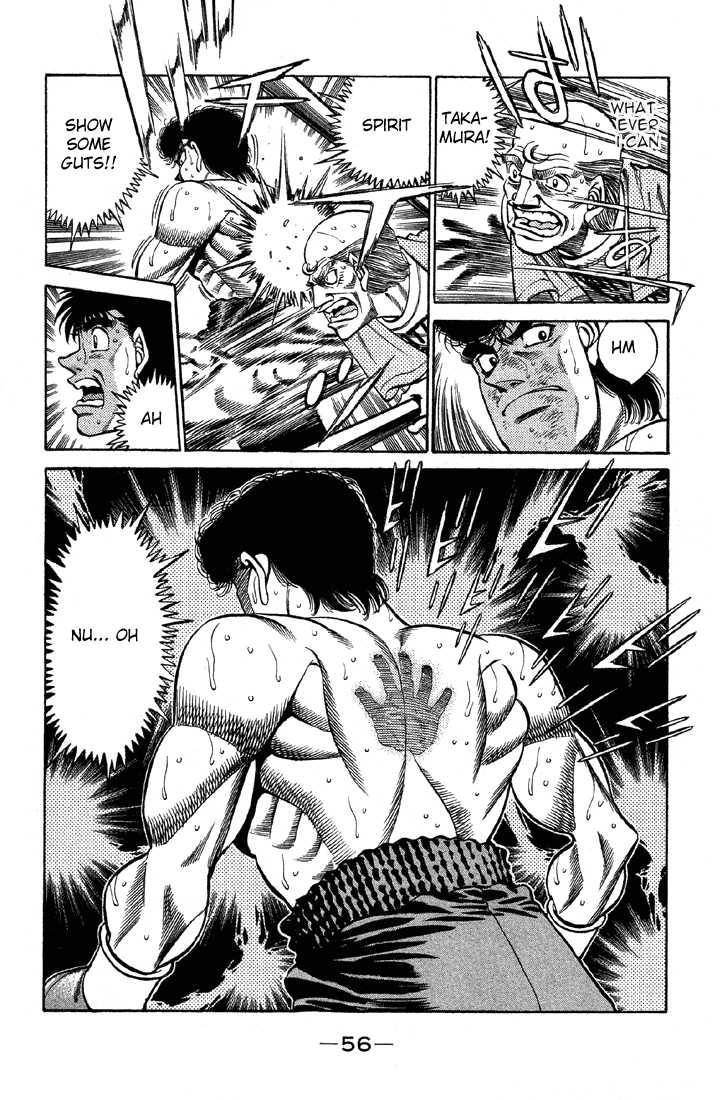 WHAT-
EVER
I CAN
TAKA-
MURA!
SPIRIT
SHOW
SOME
GUTS!!
HM
AH
NU... OH
—56—